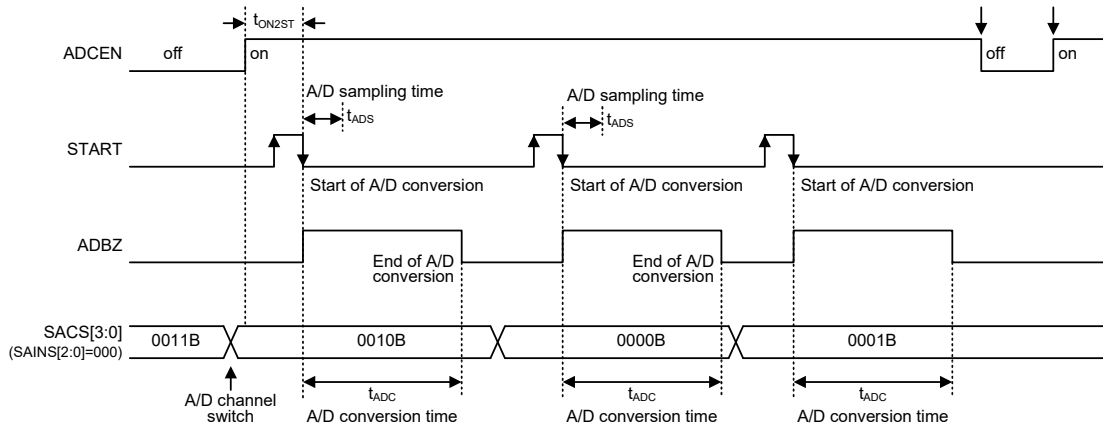 tON2ST
ADCEN
off
on
off
on
A/D sampling time
tADS
A/D sampling time
tADS
START
Start of A/D conversion
Start of A/D conversion
Start of A/D conversion
ADBZ
End of A/D
conversion
End of A/D
conversion
SACS[3:0]
(SAINS[2:0]=000)
0011B
0010B
0000B
0001B
A/D channel
switch
tADC
A/D conversion time
tADC
A/D conversion time
tADC
A/D conversion time